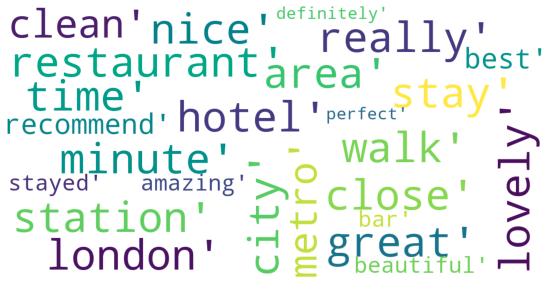 definitely'
clean' nice' really'
restaurant' area' best'
time' stay'
recommend' hotel' perfect'
minute' walk'
stayed' amazing' close'
station' bar'
london' great'
beautiful'
city'
metro'
lovely'